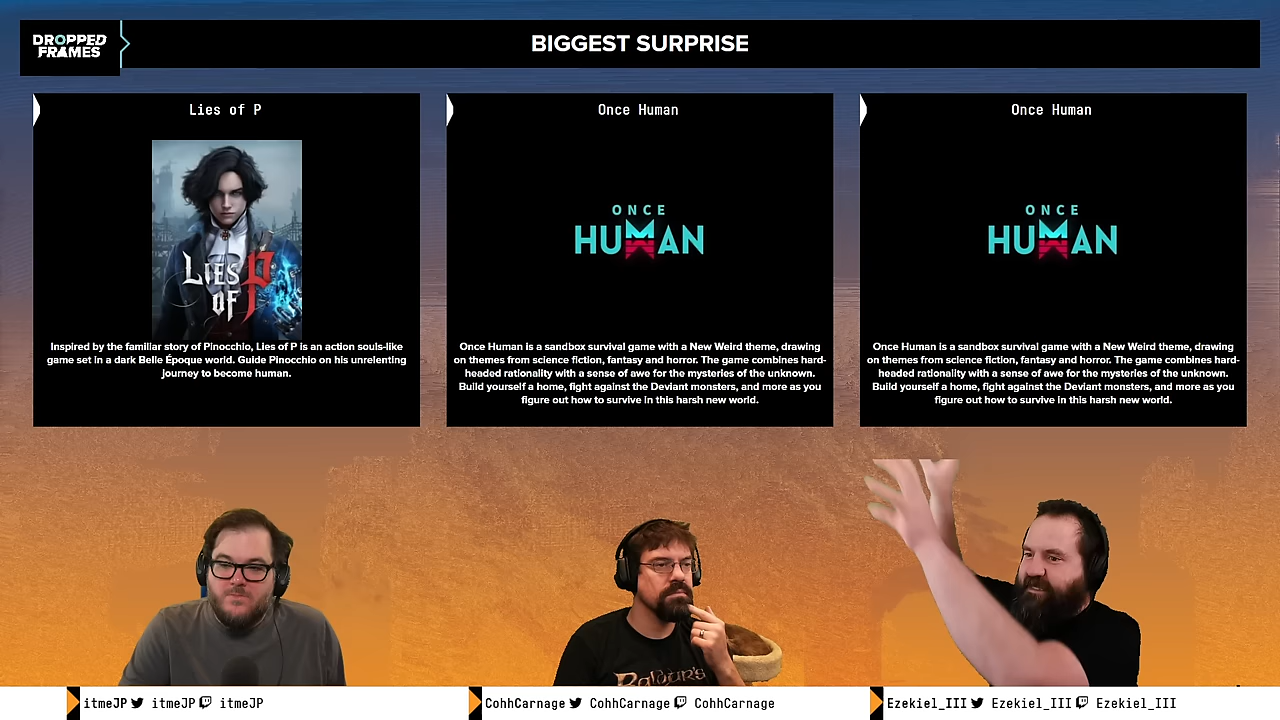 DROPPED
FRAMES
BIGGEST SURPRISE
Lies of P
LIES
OF P
Inspired by the familiar story of Pinocchio, Lies of P is an action souls-like
game set in a dark Belle Époque world. Guide Pinocchio on his unrelenting
journey to become human.
Once Human
ONCE
HUMAN
Once Human is a sandbox survival game with a New Weird theme, drawing
on themes from science fiction, fantasy and horror. The game combines hard-
headed rationality with a sense of awe for the mysteries of the unknown.
Build yourself a home, fight against the Deviant monsters, and more as you
figure out how to survive in this harsh new world.
Once Human
ONCE
HUMAN
Once Human is a sandbox survival game with a New Weird theme, drawing
on themes from science fiction, fantasy and horror. The game combines hard-
headed rationality with a sense of awe for the mysteries of the unknown.
Build yourself a home, fight against the Deviant monsters, and more as you
figure out how to survive in this harsh new world.
BALDUR'S
itmeJP itmeJP itmeJP
CohhCarnage CohhCarnage CohhCarnage
Ezekiel_III Ezekiel_III Ezekiel_III